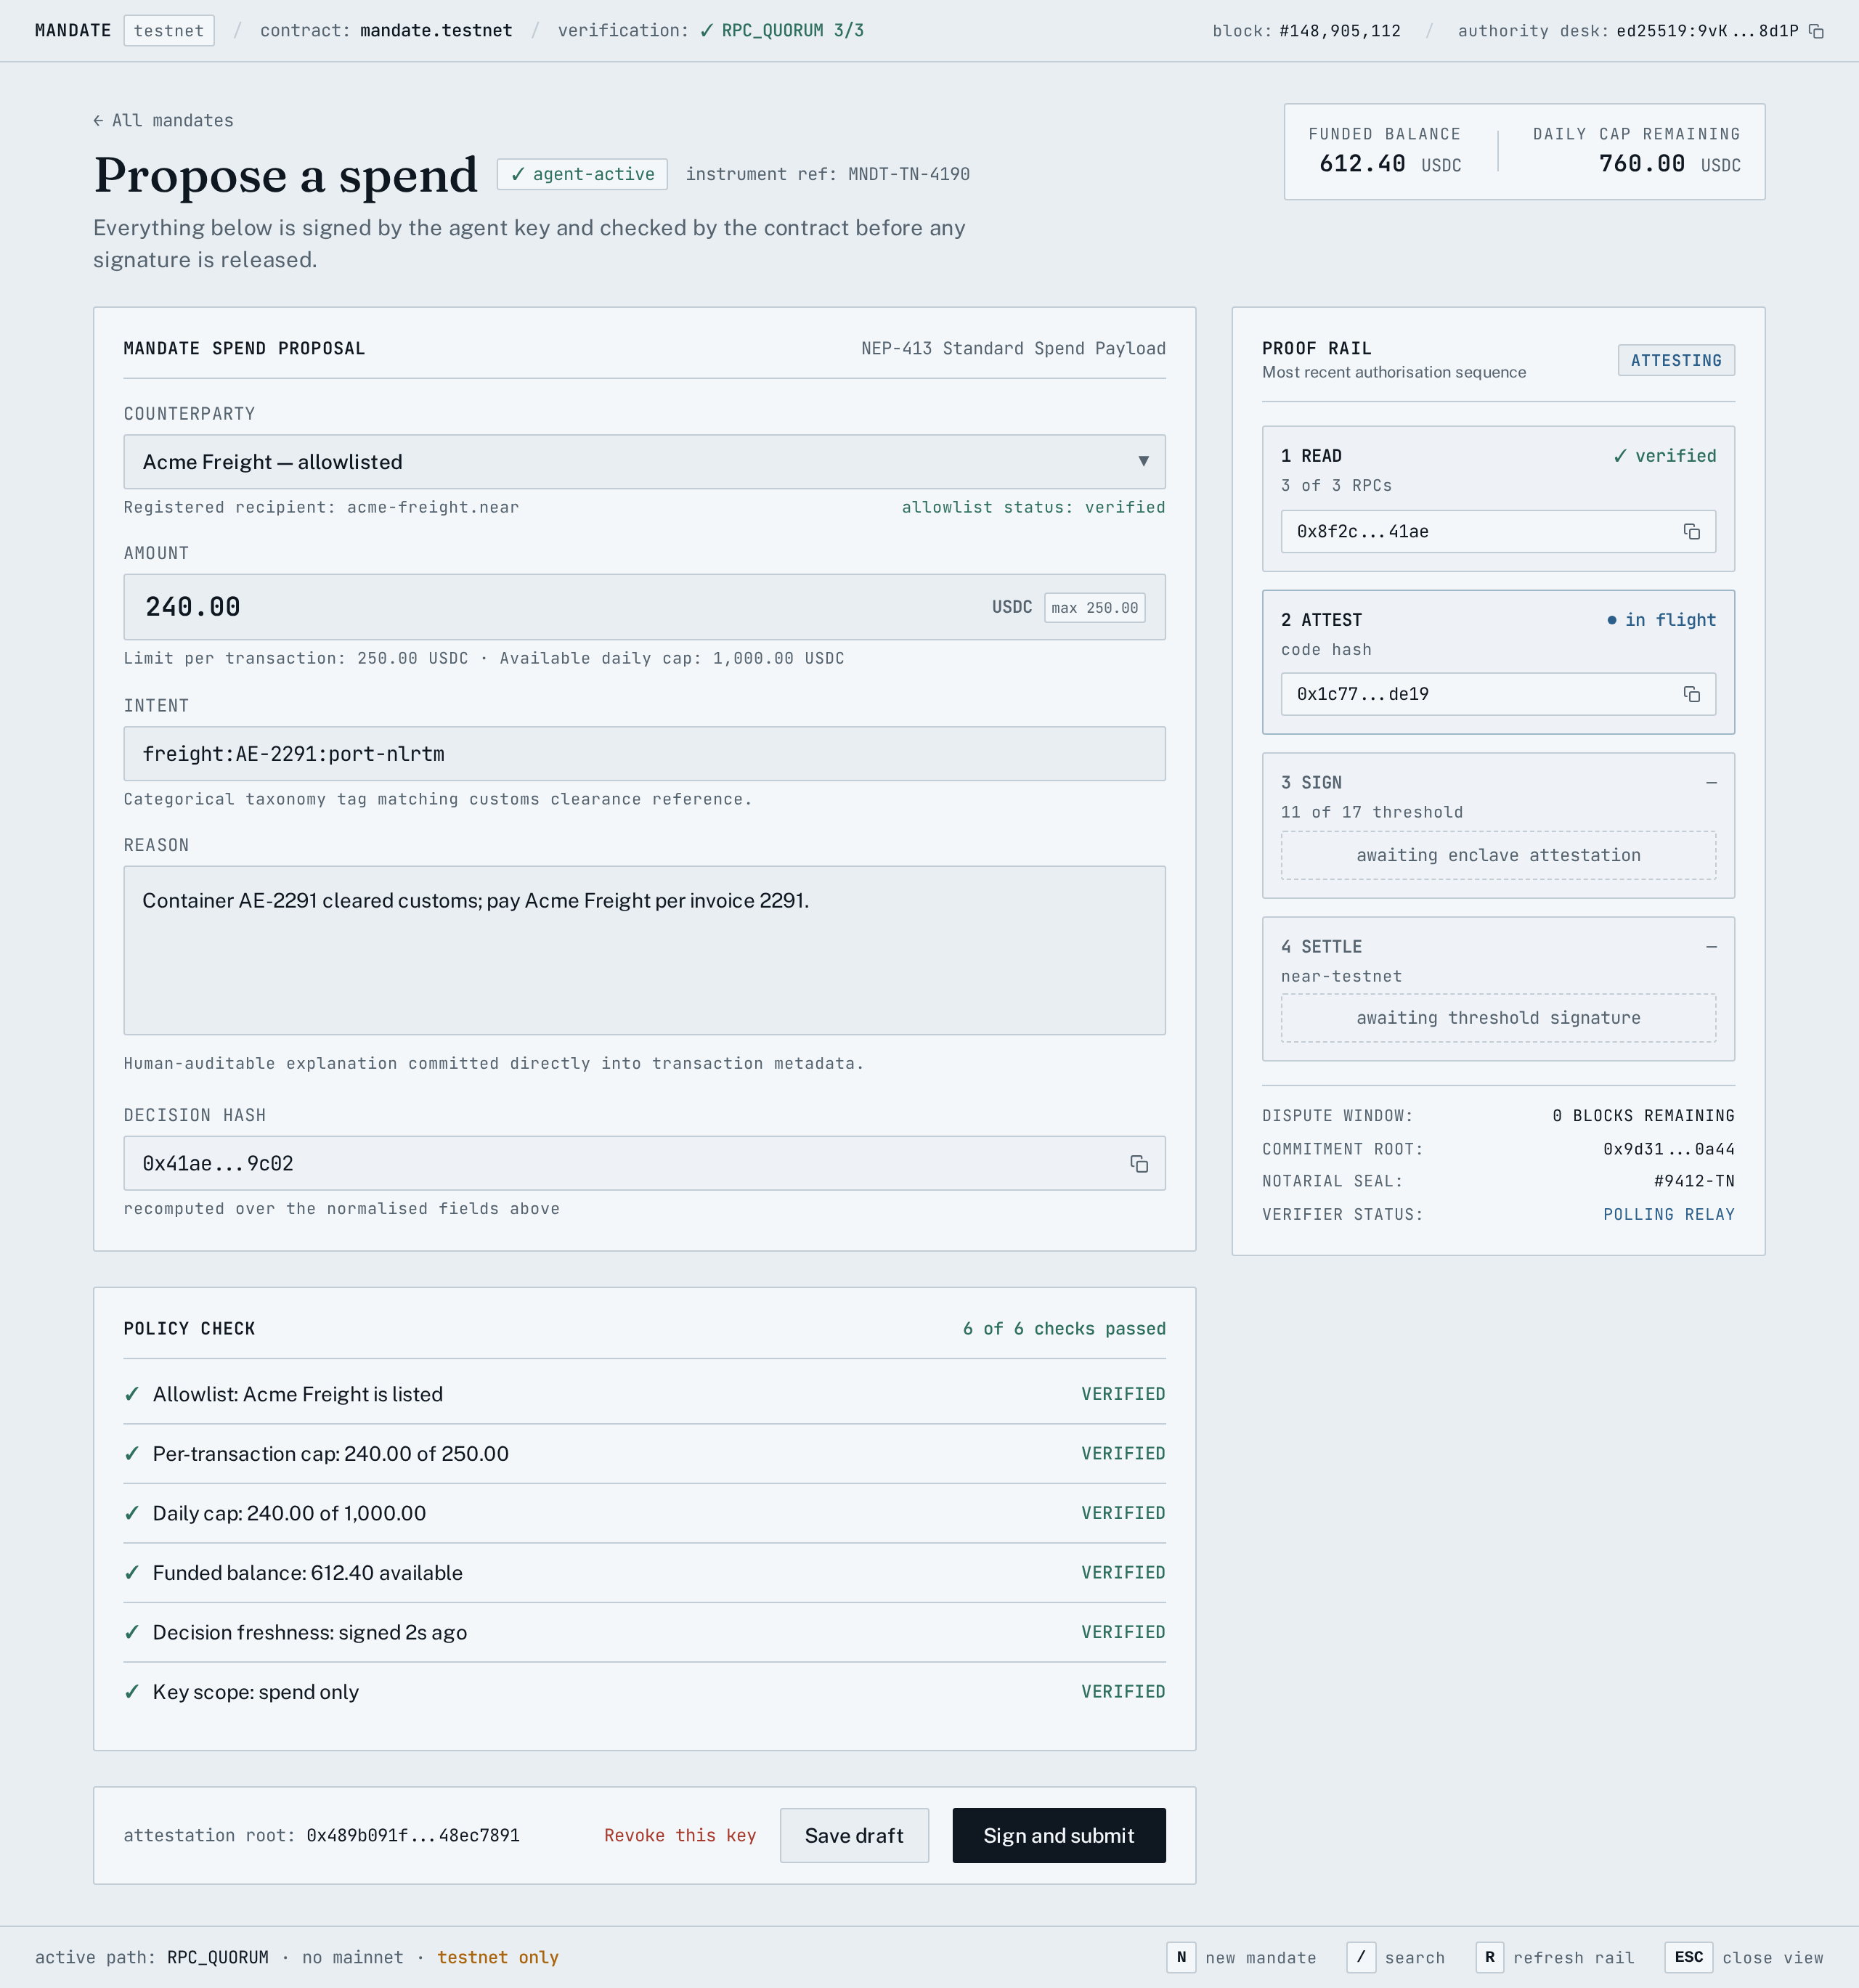 MANDATE testnet / contract: mandate.testnet / verification: ✓ RPC_QUORUM 3/3
block: #148,905,112 / authority desk: ed25519:9vK...8d1P
← All mandates
Propose a spend ✓ agent-active instrument ref: MNDT-TN-4190
Everything below is signed by the agent key and checked by the contract before any
signature is released.
FUNDED BALANCE
612.40 USDC
DAILY CAP REMAINING
760.00 USDC
MANDATE SPEND PROPOSAL NEP-413 Standard Spend Payload
COUNTERPARTY
Acme Freight — allowlisted ▼
Registered recipient: acme-freight.near allowlist status: verified
AMOUNT
240.00 USDC max 250.00
Limit per transaction: 250.00 USDC · Available daily cap: 1,000.00 USDC
INTENT
freight:AE-2291:port-nlrtm
Categorical taxonomy tag matching customs clearance reference.
REASON
Container AE-2291 cleared customs; pay Acme Freight per invoice 2291.
Human-auditable explanation committed directly into transaction metadata.
DECISION HASH
0x41ae...9c02
recomputed over the normalised fields above
PROOF RAIL
Most recent authorisation sequence
ATTESTING
1 READ ✓ verified
3 of 3 RPCs
0x8f2c...41ae
2 ATTEST ● in flight
code hash
0x1c77...de19
3 SIGN —
11 of 17 threshold
awaiting enclave attestation
4 SETTLE —
near-testnet
awaiting threshold signature
DISPUTE WINDOW: 0 BLOCKS REMAINING
COMMITMENT ROOT: 0x9d31...0a44
NOTARIAL SEAL: #9412-TN
VERIFIER STATUS: POLLING RELAY
POLICY CHECK 6 of 6 checks passed
✓ Allowlist: Acme Freight is listed VERIFIED
✓ Per-transaction cap: 240.00 of 250.00 VERIFIED
✓ Daily cap: 240.00 of 1,000.00 VERIFIED
✓ Funded balance: 612.40 available VERIFIED
✓ Decision freshness: signed 2s ago VERIFIED
✓ Key scope: spend only VERIFIED
attestation root: 0x489b091f...48ec7891 Revoke this key Save draft Sign and submit
active path: RPC_QUORUM · no mainnet · testnet only
N new mandate / search R refresh rail ESC close view